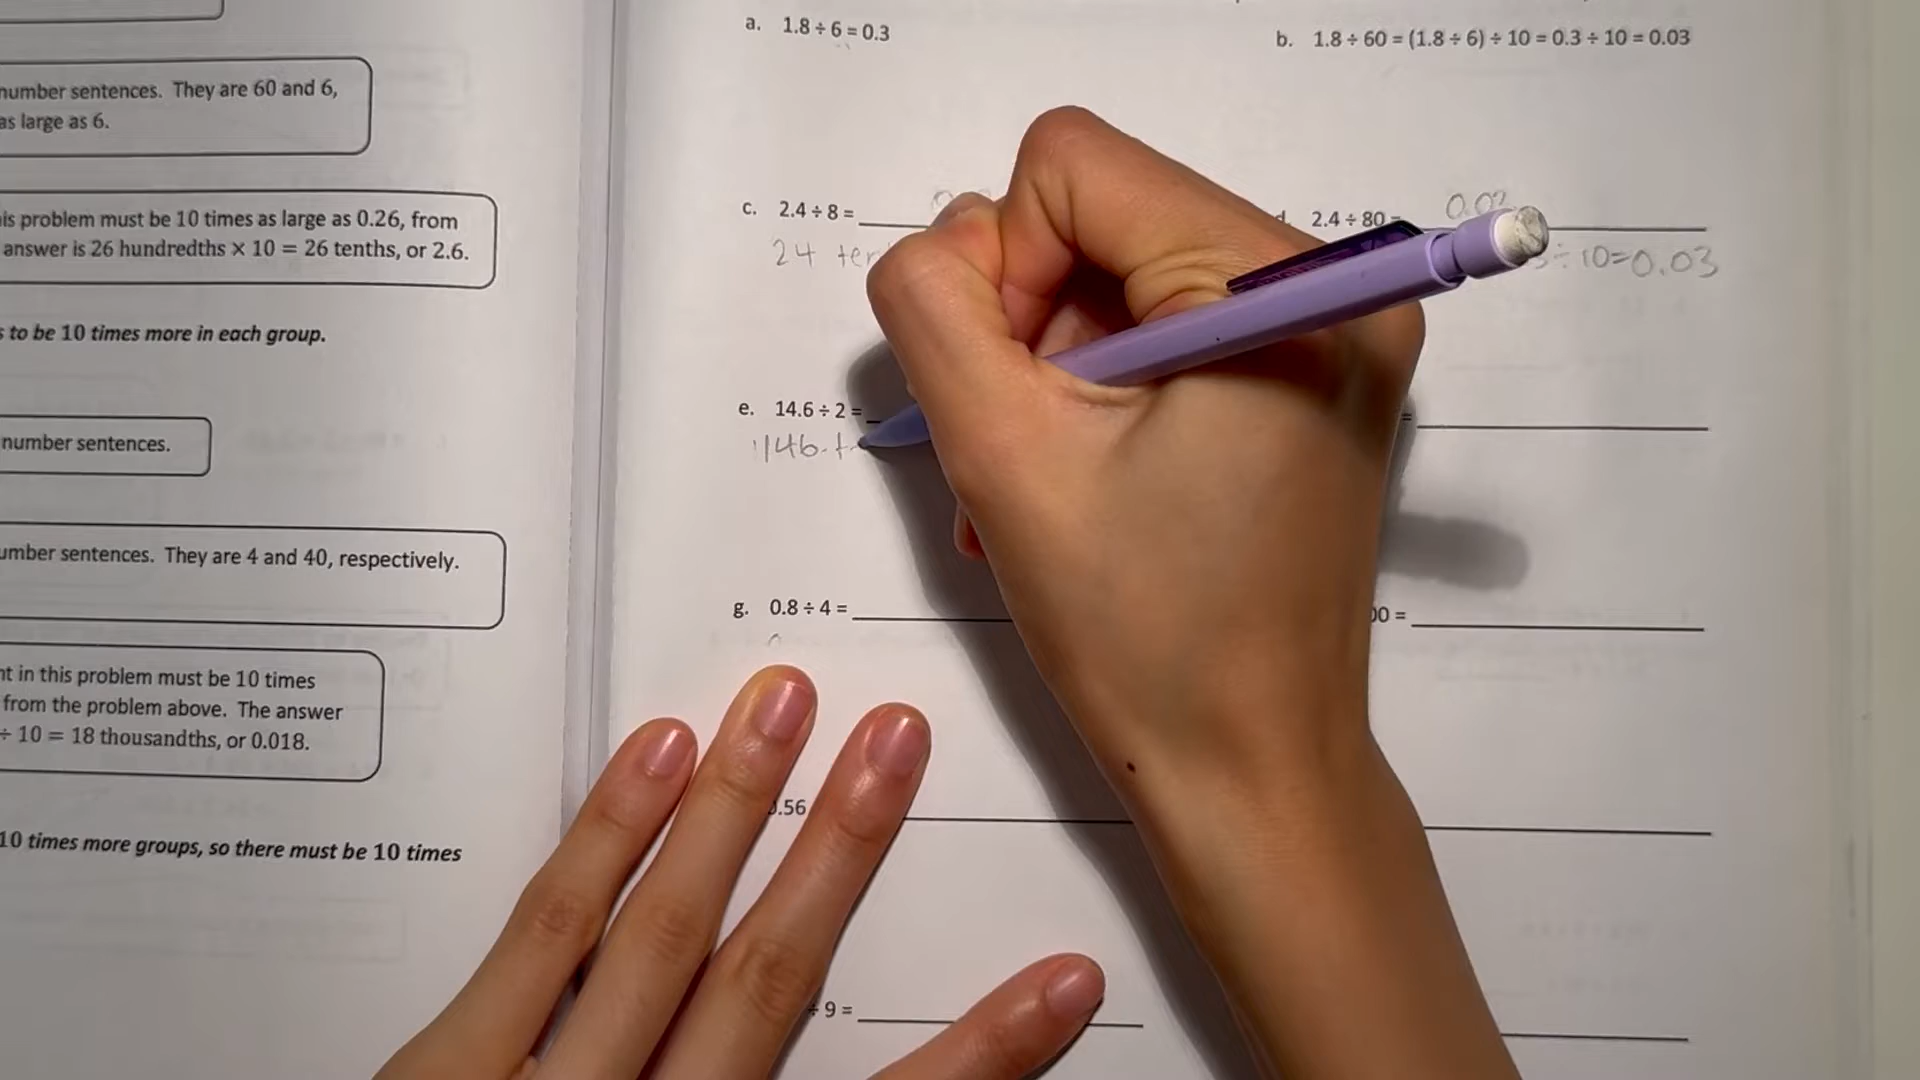 number sentences. They are 60 and 6,
as large as 6.
is problem must be 10 times as large as 0.26, from
answer is 26 hundredths × 10 = 26 tenths, or 2.6.
to be 10 times more in each group.
number sentences.
number sentences. They are 4 and 40, respectively.
in this problem must be 10 times
from the problem above. The answer
÷ 10 = 18 thousandths, or 0.018.
10 times more groups, so there must be 10 times
a. 1.8 ÷ 6 = 0.3
b. 1.8 ÷ 60 = (1.8 ÷ 6) ÷ 10 = 0.3 ÷ 10 = 0.03
c. 2.4 ÷ 8 =
24
d. 2.4 ÷ 80 = 0.03
÷ 10 = 0.03
e. 14.6 ÷ 2 =
146 t
=
g. 0.8 ÷ 4 =
00 =
.56
÷ 9 =